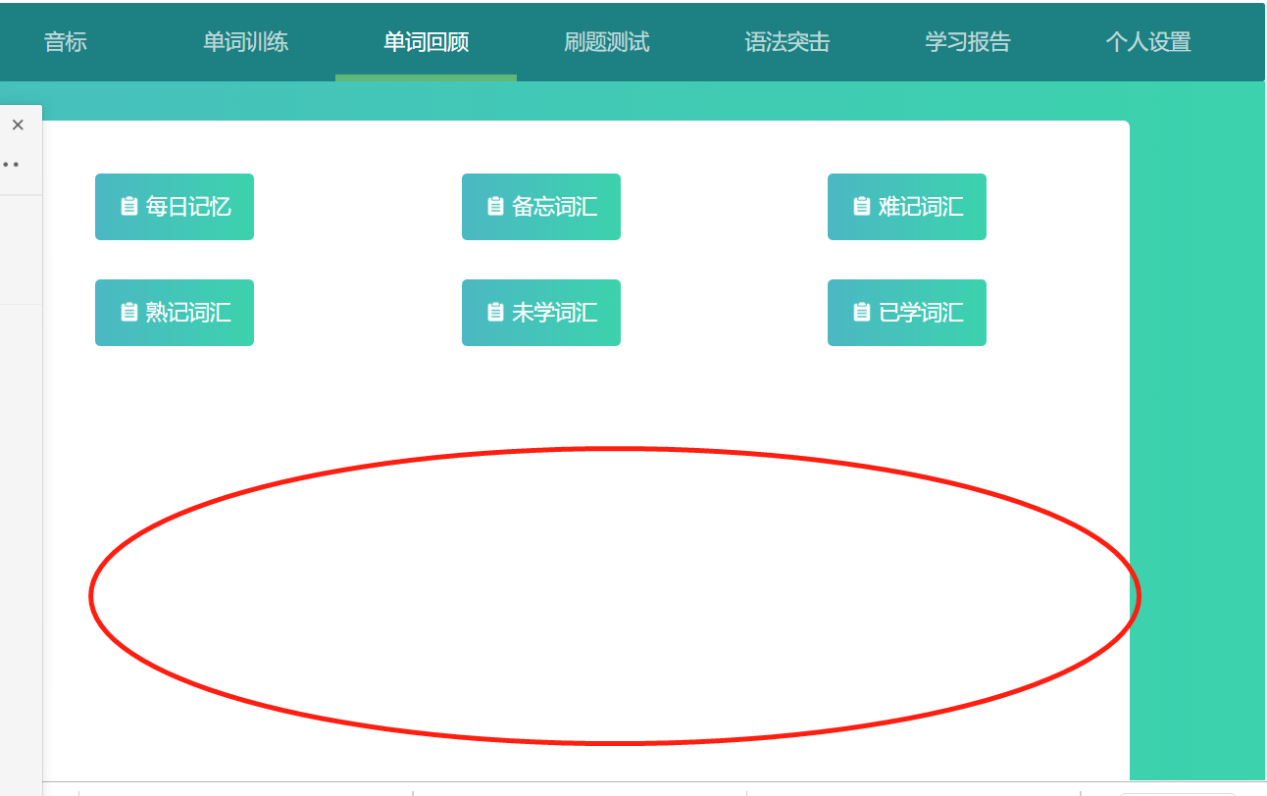 音标 单词训练 单词回顾 刷题测试 语法突击 学习报告 个人设置
每日记忆 备忘词汇 难记词汇
熟记词汇 未学词汇 已学词汇